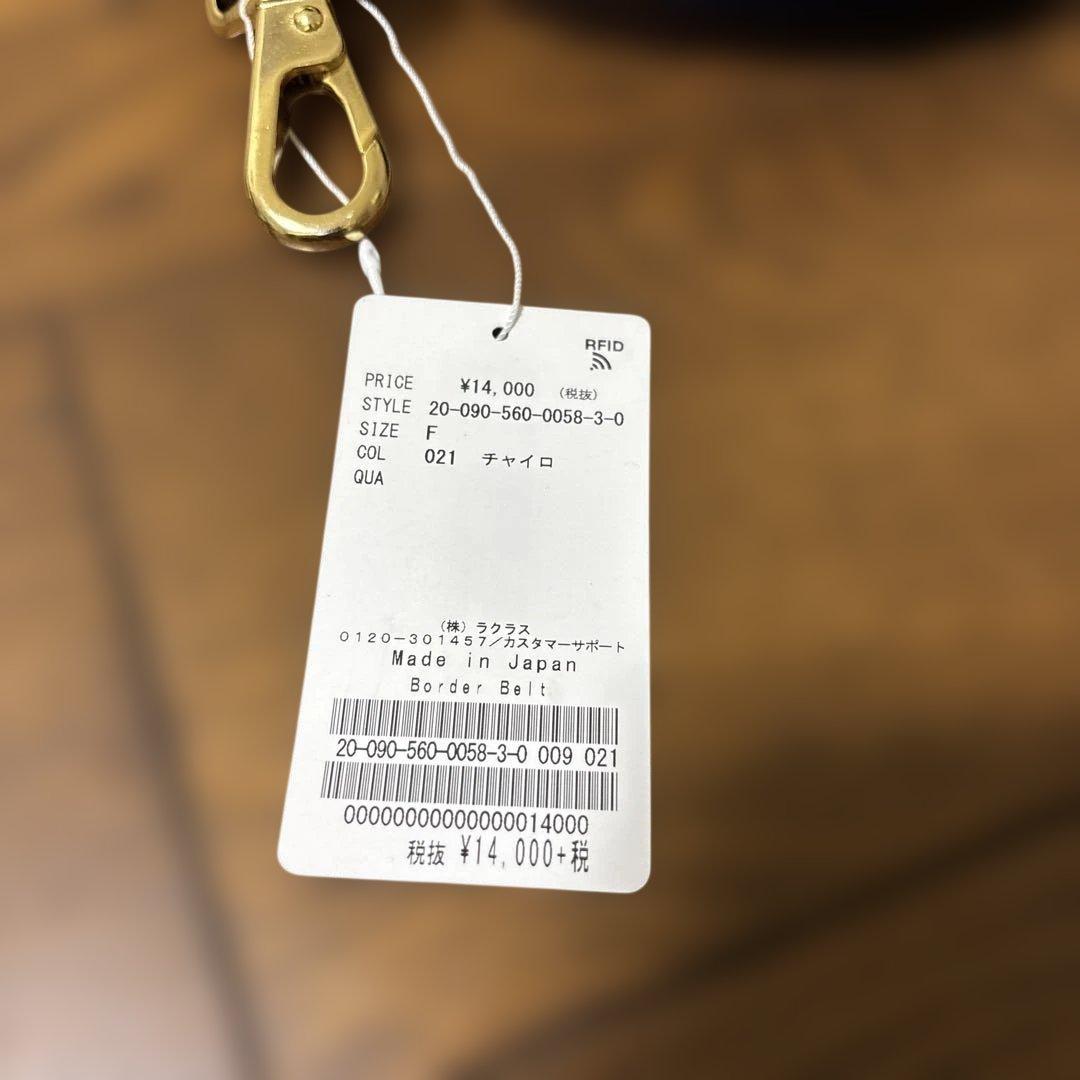 RFID
PRICE ¥14,000 (税抜)
STYLE 20-090-560-0058-3-0
SIZE F
COL 021 チャイロ
QUA
(株)ラクラス
0120-301457/カスタマーサポート
Made in Japan
Border Belt
20-090-560-0058-3-0 009 021
00000000000000014000
税抜 ¥14,000+税